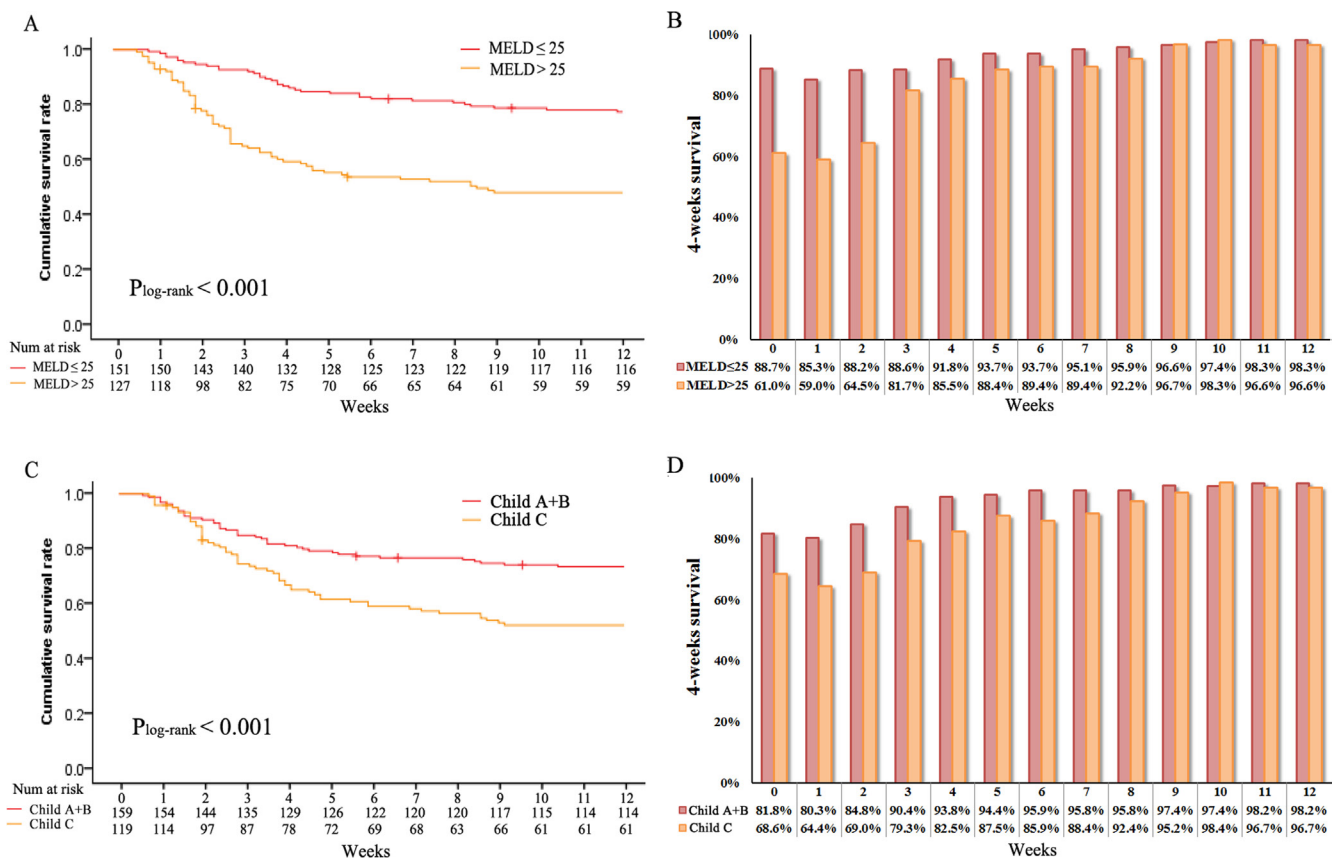 A
1.0
0.8
0.6
0.4
0.2
0.0
Cumulative survival rate
MELD ≤ 25
MELD > 25
Plog-rank < 0.001
Num at risk
0 1 2 3 4 5 6 7 8 9 10 11 12
MELD ≤ 25 151 150 143 140 132 128 125 123 122 119 117 116 116
MELD > 25 127 118 98 82 75 70 66 65 64 61 59 59 59
Weeks
B
100%
80%
60%
40%
20%
0%
4-weeks survival
0 1 2 3 4 5 6 7 8 9 10 11 12
MELD≤25 88.7% 85.3% 88.2% 88.6% 91.8% 93.7% 93.7% 95.1% 95.9% 96.6% 97.4% 98.3% 98.3%
MELD>25 61.0% 59.0% 64.5% 81.7% 85.5% 88.4% 89.4% 89.4% 92.2% 96.7% 98.3% 96.6% 96.6%
Weeks
C
1.0
0.8
0.6
0.4
0.2
0.0
Cumulative survival rate
Child A+B
Child C
Plog-rank < 0.001
Num at risk
0 1 2 3 4 5 6 7 8 9 10 11 12
Child A+B 159 154 144 135 129 126 122 120 120 117 115 114 114
Child C 119 114 97 87 78 72 69 68 63 66 61 61 61
Weeks
D
100%
80%
60%
40%
20%
0%
4-weeks survival
0 1 2 3 4 5 6 7 8 9 10 11 12
Child A+B 81.8% 80.3% 84.8% 90.4% 93.8% 94.4% 95.9% 95.8% 95.8% 97.4% 97.4% 98.2% 98.2%
Child C 68.6% 64.4% 69.0% 79.3% 82.5% 87.5% 85.9% 88.4% 92.4% 95.2% 98.4% 96.7% 96.7%
Weeks